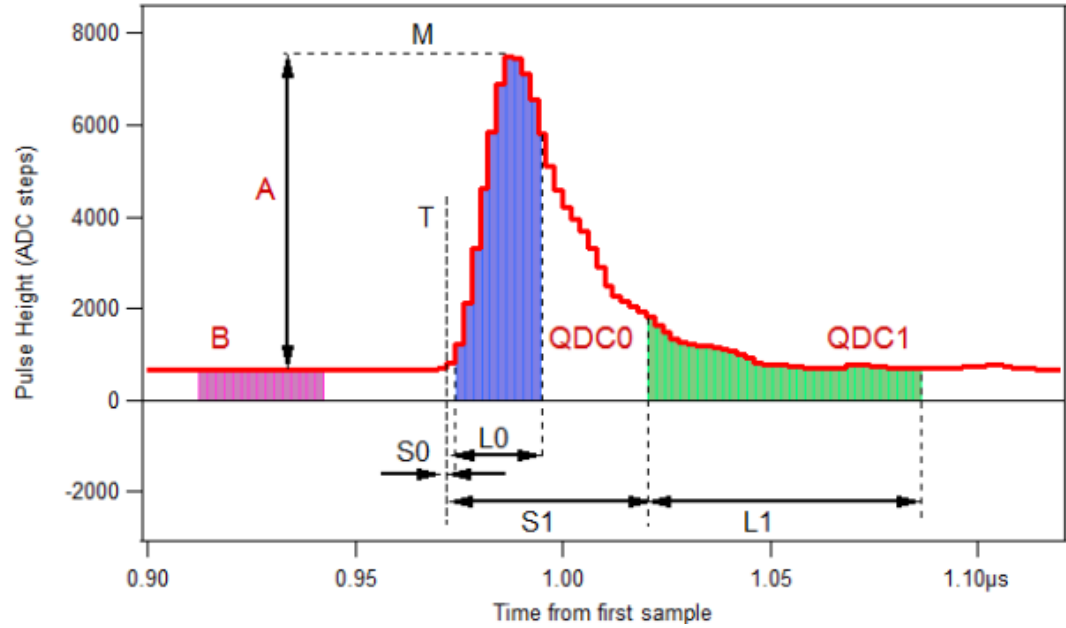 8000
M
6000
A
T
4000
2000
B
QDC0
QDC1
0
S0
L0
-2000
S1
L1
0.90
0.95
1.00
1.05
1.10µs
Time from first sample
Pulse Height (ADC steps)